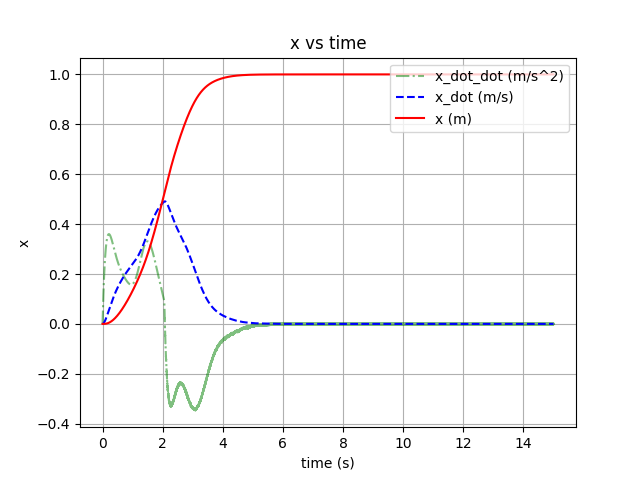 x vs time
x_dot_dot (m/s^2)
x_dot (m/s)
x (m)
1.0
0.8
0.6
0.4
0.2
0.0
−0.2
−0.4
x
0 2 4 6 8 10 12 14
time (s)